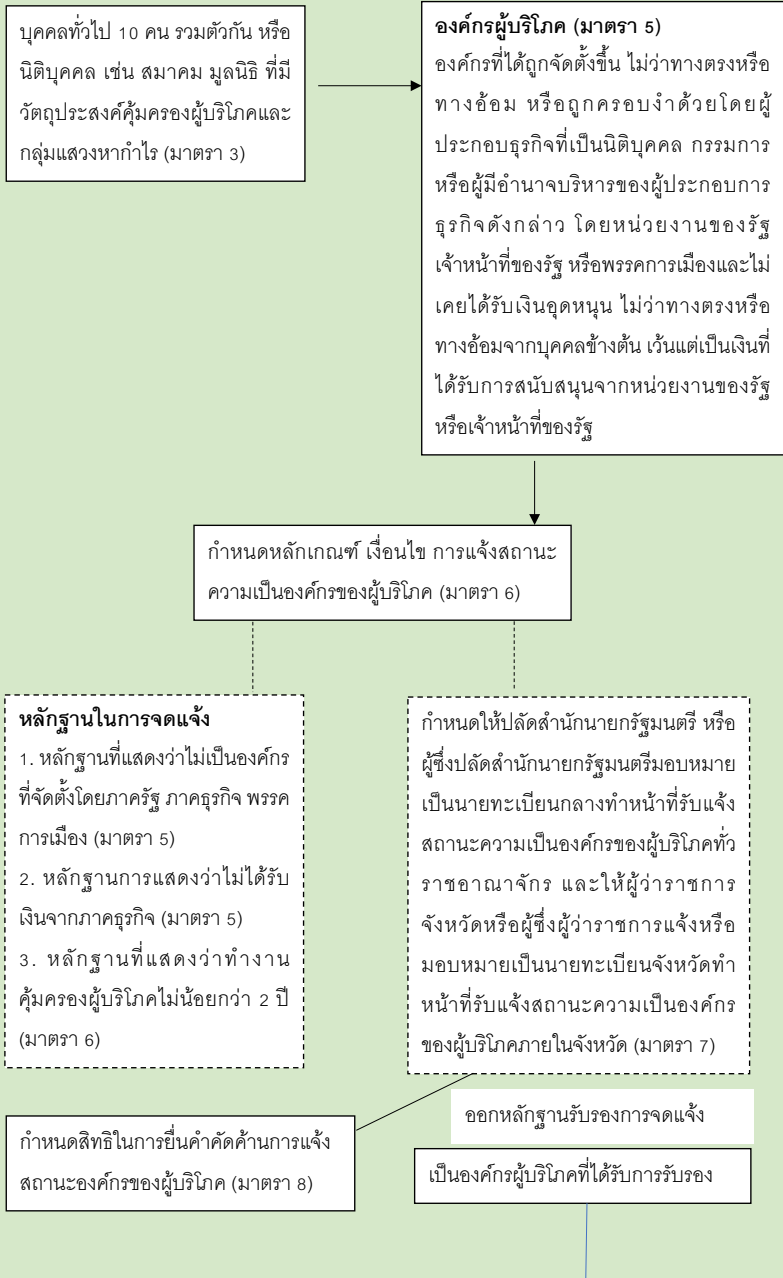 บุคคลทั่วไป 10 คน รวมตัวกัน หรือ
นิติบุคคล เช่น สมาคม มูลนิธิ ที่มี
วัตถุประสงค์คุ้มครองผู้บริโภคและ
กลุ่มแสวงหากำไร (มาตรา 3)
องค์กรผู้บริโภค (มาตรา 5)
องค์กรที่ได้ถูกจัดตั้งขึ้น ไม่ว่าทางตรงหรือ
ทางอ้อม หรือถูกครอบงำด้วยโดยผู้
ประกอบธุรกิจที่เป็นนิติบุคคล กรรมการ
หรือผู้มีอำนาจบริหารของผู้ประกอบการ
ธุรกิจดังกล่าว โดยหน่วยงานของรัฐ
เจ้าหน้าที่ของรัฐ หรือพรรคการเมืองและไม่
เคยได้รับเงินอุดหนุน ไม่ว่าทางตรงหรือ
ทางอ้อมจากบุคคลข้างต้น เว้นแต่เป็นเงินที่
ได้รับการสนับสนุนจากหน่วยงานของรัฐ
หรือเจ้าหน้าที่ของรัฐ
กำหนดหลักเกณฑ์ เงื่อนไข การแจ้งสถานะ
ความเป็นองค์กรของผู้บริโภค (มาตรา 6)
หลักฐานในการจดแจ้ง
1. หลักฐานที่แสดงว่าไม่เป็นองค์กร
ที่จัดตั้งโดยภาครัฐ ภาคธุรกิจ พรรค
การเมือง (มาตรา 5)
2. หลักฐานการแสดงว่าไม่ได้รับ
เงินจากภาคธุรกิจ (มาตรา 5)
3. หลักฐานที่แสดงว่าทำงาน
คุ้มครองผู้บริโภคไม่น้อยกว่า 2 ปี
(มาตรา 6)
กำหนดให้ปลัดสำนักนายกรัฐมนตรี หรือ
ผู้ซึ่งปลัดสำนักนายกรัฐมนตรีมอบหมาย
เป็นนายทะเบียนกลางทำหน้าที่รับแจ้ง
สถานะความเป็นองค์กรของผู้บริโภคทั่ว
ราชอาณาจักร และให้ผู้ว่าราชการ
จังหวัดหรือผู้ซึ่งผู้ว่าราชการแจ้งหรือ
มอบหมายเป็นนายทะเบียนจังหวัดทำ
หน้าที่รับแจ้งสถานะความเป็นองค์กร
ของผู้บริโภคภายในจังหวัด (มาตรา 7)
กำหนดสิทธิในการยื่นคำคัดค้านการแจ้ง
สถานะองค์กรของผู้บริโภค (มาตรา 8)
ออกหลักฐานรับรองการจดแจ้ง
เป็นองค์กรผู้บริโภคที่ได้รับการรับรอง